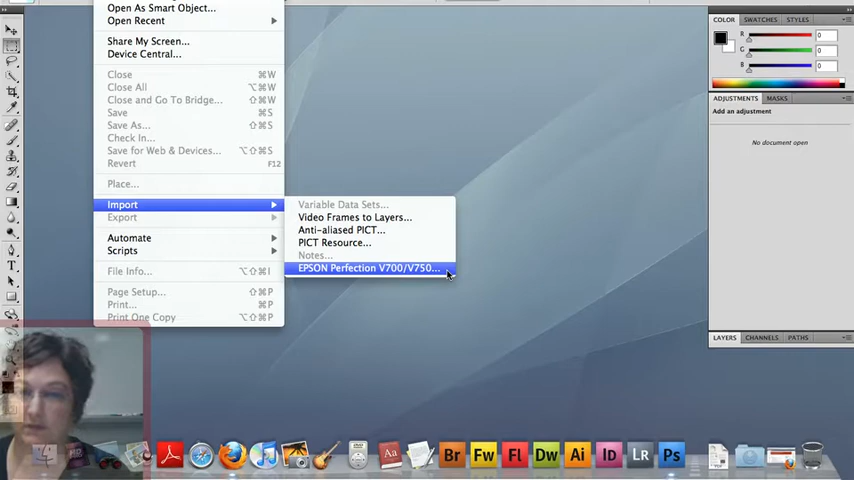 Open As Smart Object...
Open Recent
Share My Screen...
Device Central...
Close ⌘W
Close All ⌥⌘W
Close and Go To Bridge... ⇧⌘W
Save ⌘S
Save As... ⇧⌘S
Check In...
Save for Web & Devices... ⌥⇧⌘S
Revert F12
Place...
Import
Export
Automate
Scripts
File Info... ⌥⇧⌘I
Page Setup... ⇧⌘P
Print... ⌘P
Print One Copy ⌥⇧⌘P
Variable Data Sets...
Video Frames to Layers...
Anti-aliased PICT...
PICT Resource...
Notes...
EPSON Perfection V700/V750...
COLOR SWATCHES STYLES
R 0
G 0
B 0
ADJUSTMENTS MASKS
Add an adjustment
No document open
LAYERS CHANNELS PATHS
Br Fw Fl Dw Ai Id Lr Ps